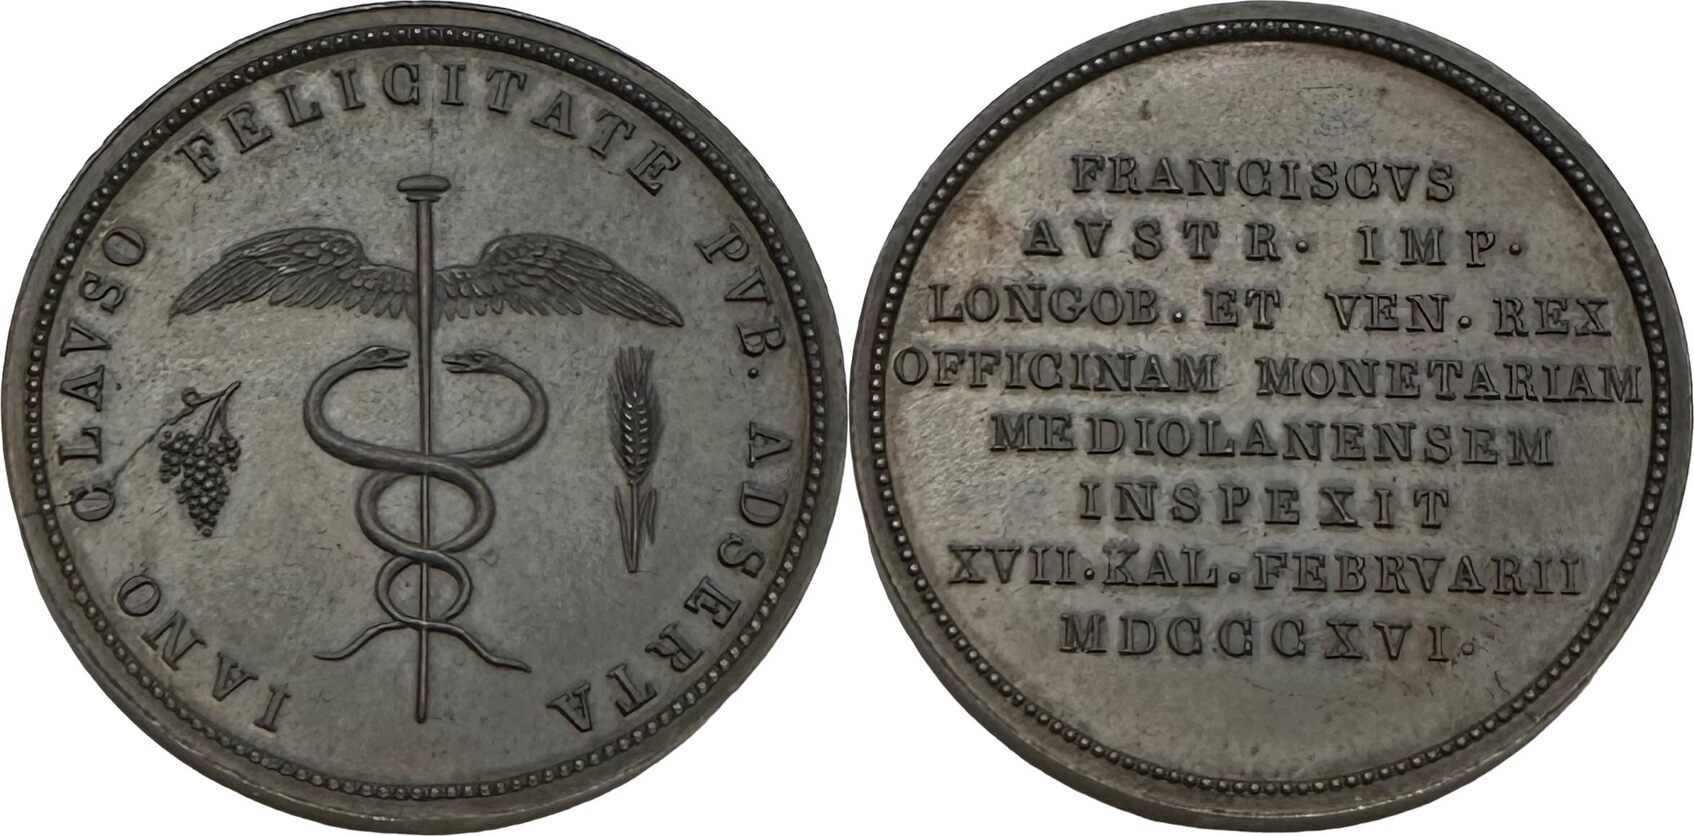 IANO CLAVSO FELICITATE PVB. ADSERTA
FRANCISCVS
AVSTR. IMP.
LONGOB. ET VEN. REX
OFFICINAM MONETARIAM
MEDIOLANENSEM
INSPEXIT
XVII. KAL. FEBRVARII
MDCCCXVI.